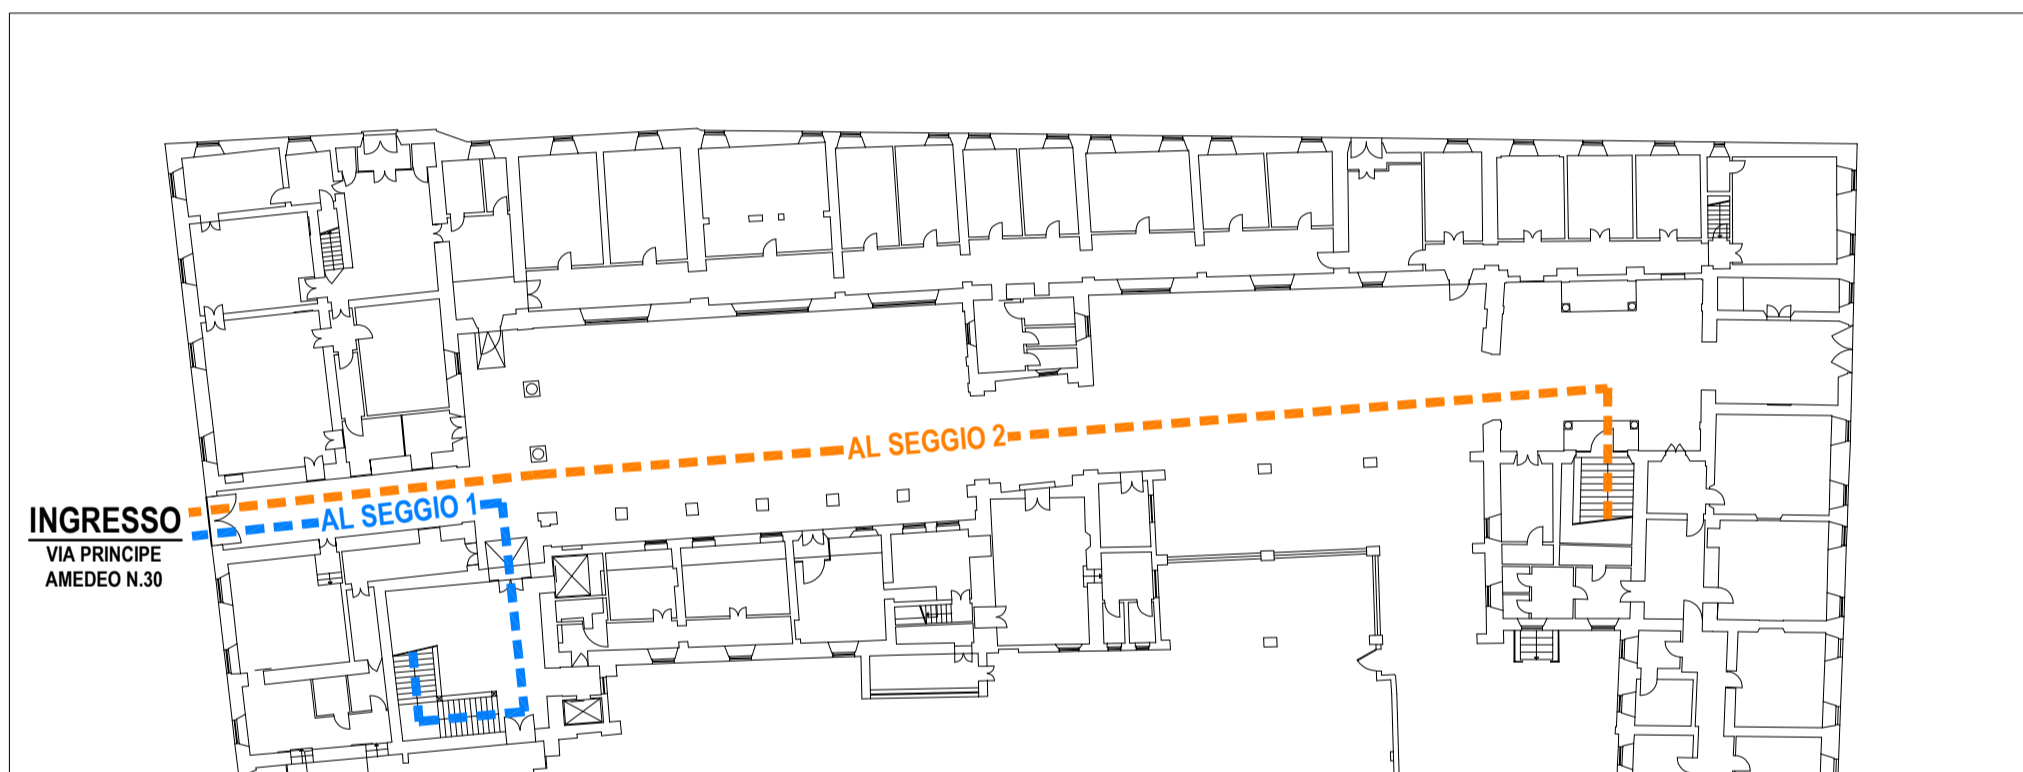 AL SEGGIO 2
AL SEGGIO 1
INGRESSO
VIA PRINCIPE
AMEDEO N.30